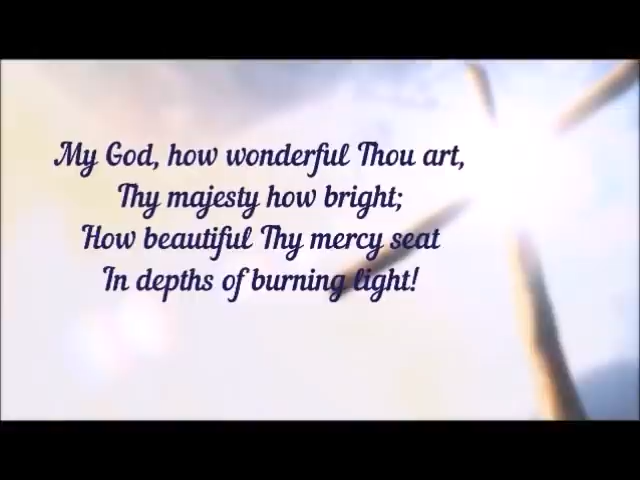 My God, how wonderful Thou art,
Thy majesty how bright;
How beautiful Thy mercy seat
In depths of burning light!